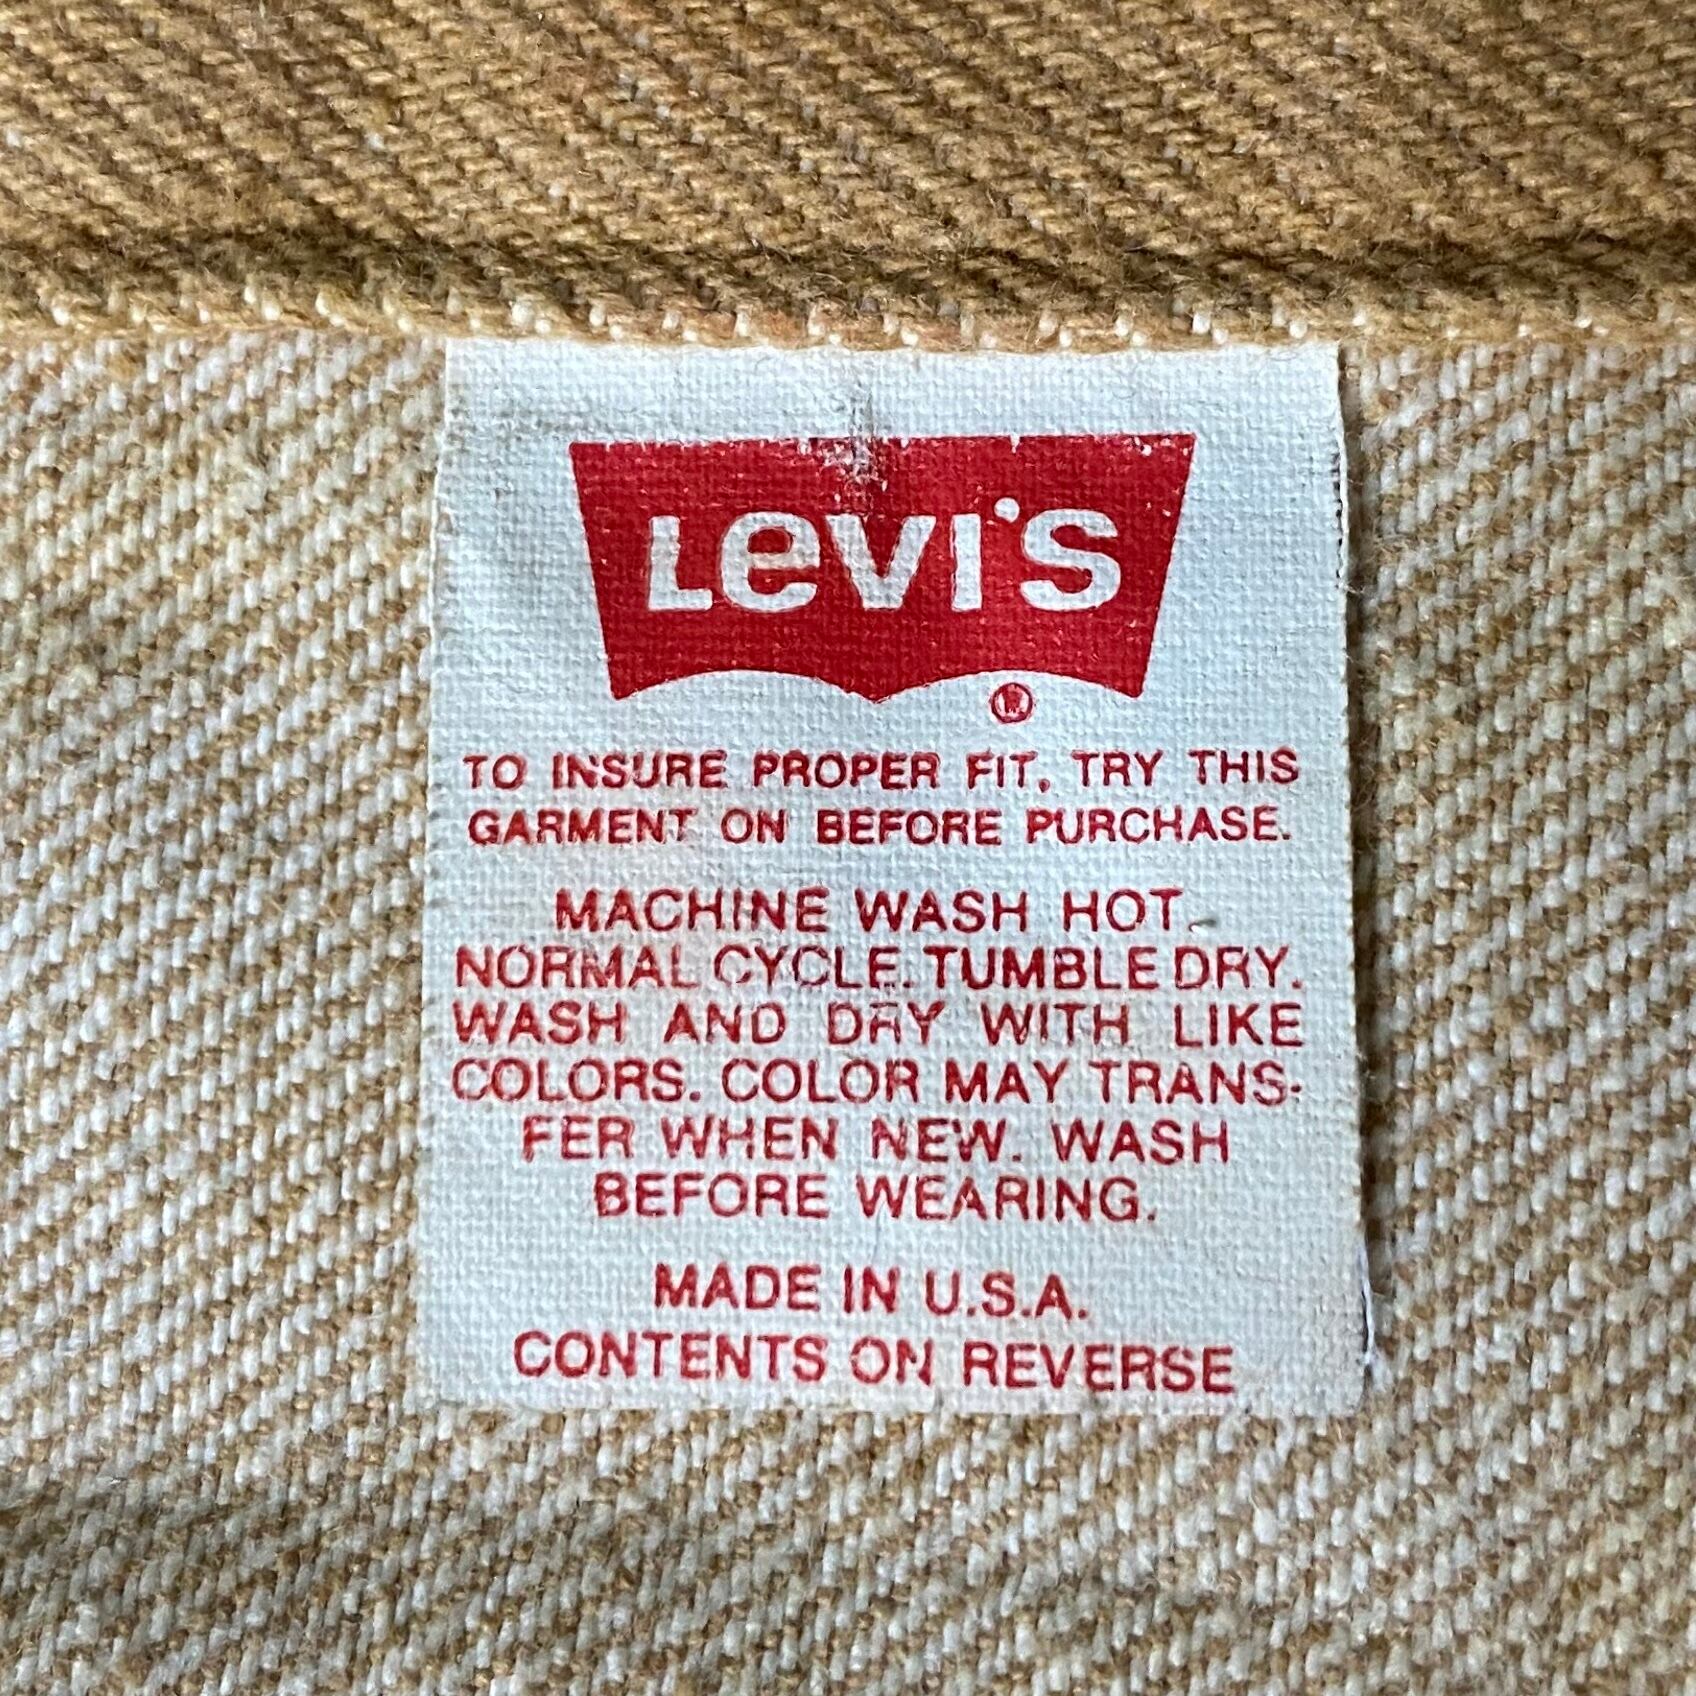 Levi's
®
TO INSURE PROPER FIT, TRY THIS
GARMENT ON BEFORE PURCHASE.
MACHINE WASH HOT.
NORMAL CYCLE. TUMBLE DRY.
WASH AND DRY WITH LIKE
COLORS. COLOR MAY TRANS-
FER WHEN NEW. WASH
BEFORE WEARING.
MADE IN U.S.A.
CONTENTS ON REVERSE